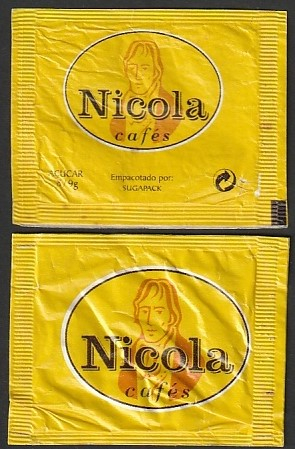 Nicola
cafés
AÇÚCAR
Empacotado por:
SUGAPACK
Nicola
cafés